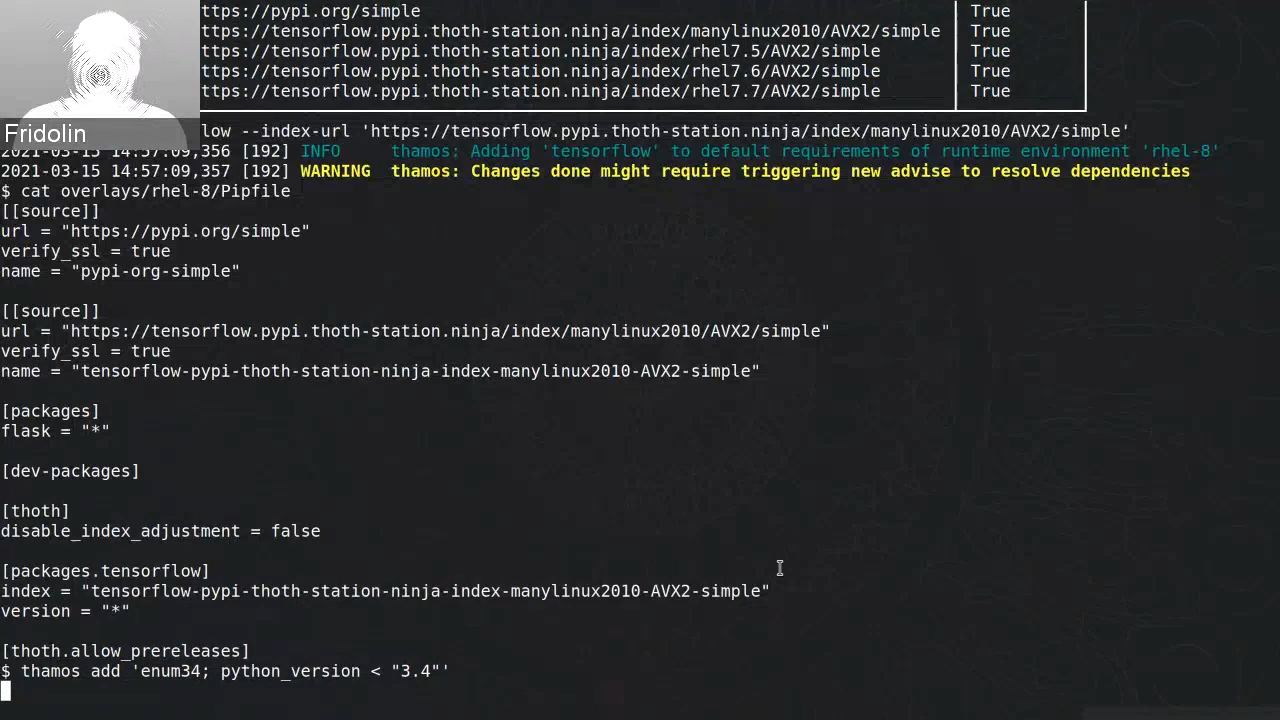 ttps://pypi.org/simple True
ttps://tensorflow.pypi.thoth-station.ninja/index/manylinux2010/AVX2/simple True
ttps://tensorflow.pypi.thoth-station.ninja/index/rhel7.5/AVX2/simple True
ttps://tensorflow.pypi.thoth-station.ninja/index/rhel7.6/AVX2/simple True
ttps://tensorflow.pypi.thoth-station.ninja/index/rhel7.7/AVX2/simple True
Fridolin
low --index-url 'https://tensorflow.pypi.thoth-station.ninja/index/manylinux2010/AVX2/simple'
2021-03-15 14:57:09,356 [192] INFO thamos: Adding 'tensorflow' to default requirements of runtime environment 'rhel-8'
2021-03-15 14:57:09,357 [192] WARNING thamos: Changes done might require triggering new advise to resolve dependencies
$ cat overlays/rhel-8/Pipfile
[[source]]
url = "https://pypi.org/simple"
verify_ssl = true
name = "pypi-org-simple"
[[source]]
url = "https://tensorflow.pypi.thoth-station.ninja/index/manylinux2010/AVX2/simple"
verify_ssl = true
name = "tensorflow-pypi-thoth-station-ninja-index-manylinux2010-AVX2-simple"
[packages]
flask = "*"
[dev-packages]
[thoth]
disable_index_adjustment = false
[packages.tensorflow]
index = "tensorflow-pypi-thoth-station-ninja-index-manylinux2010-AVX2-simple"
version = "*"
[thoth.allow_prereleases]
$ thamos add 'enum34; python_version < "3.4"'